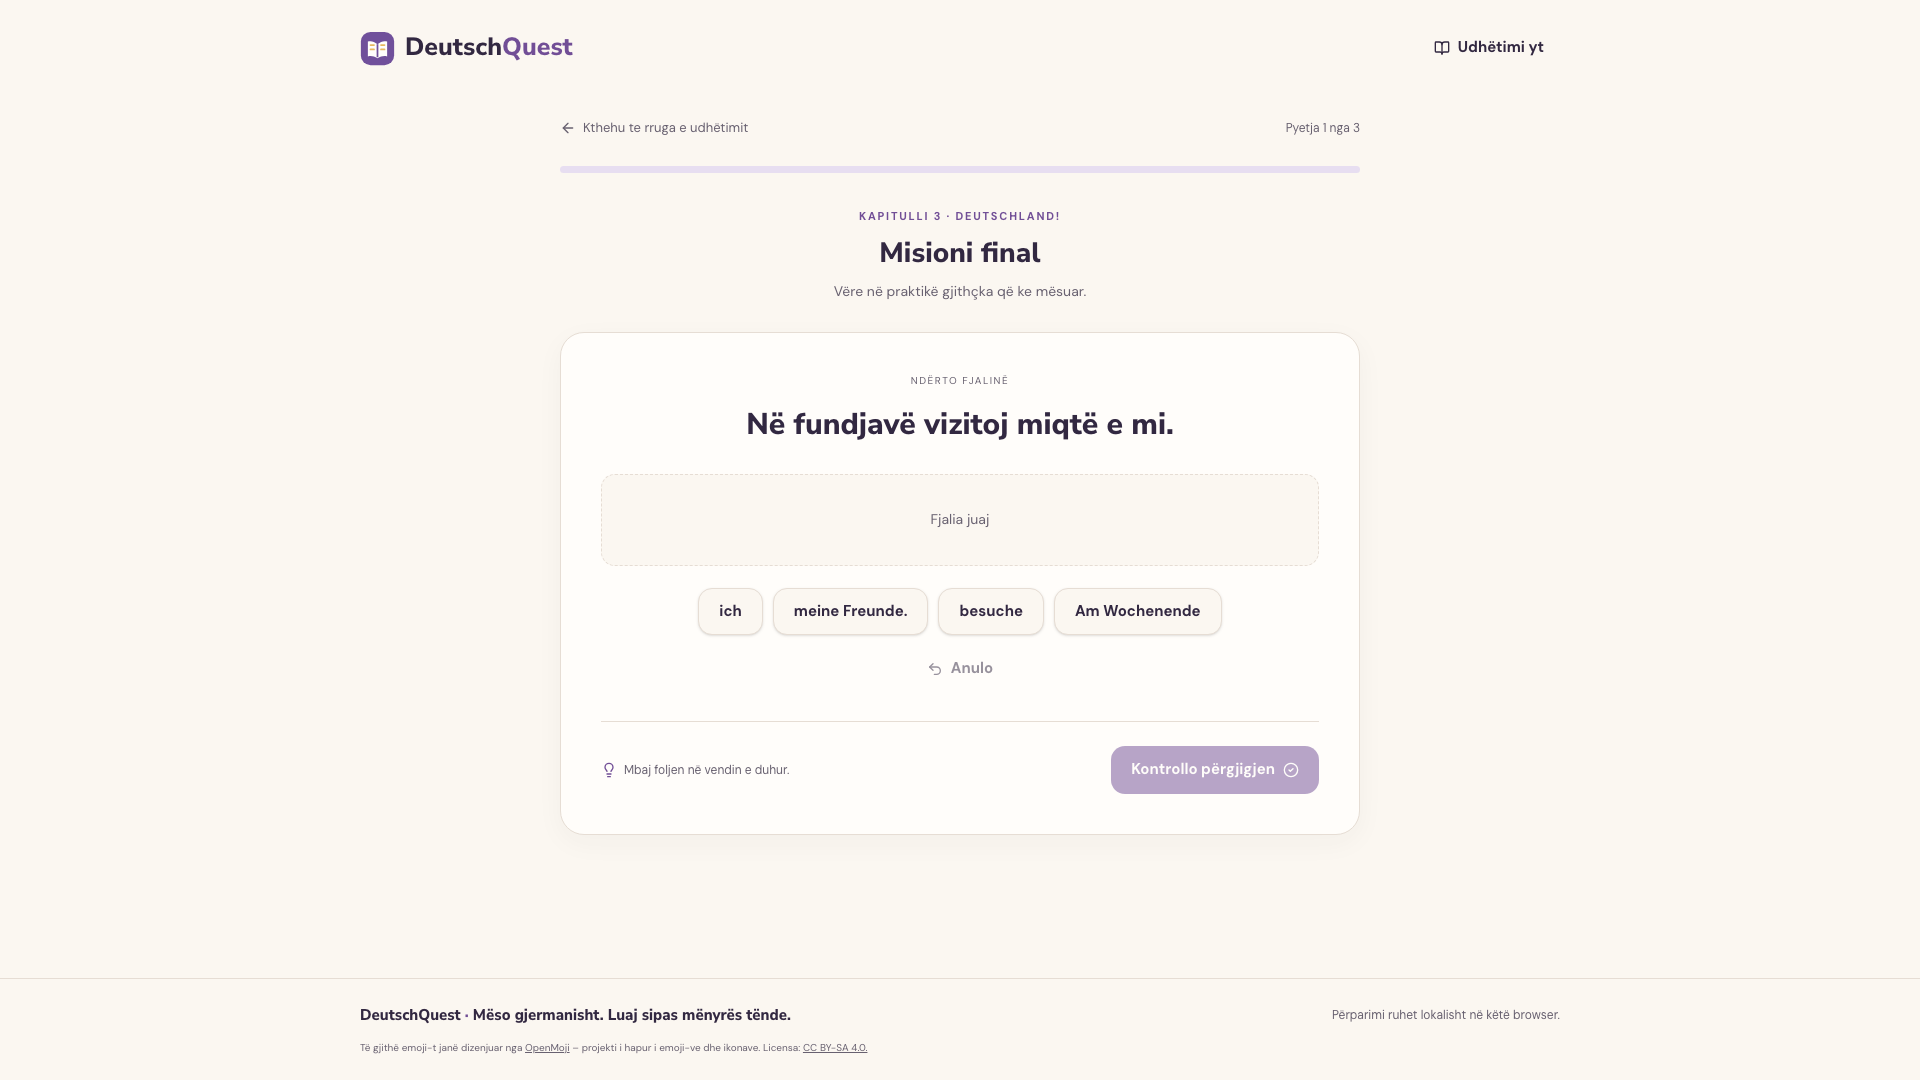 DeutschQuest
Udhëtimi yt
Kthehu te rruga e udhëtimit
Pyetja 1 nga 3
KAPITULLI 3 · DEUTSCHLAND!
Misioni final
Vëre në praktikë gjithçka që ke mësuar.
NDËRTO FJALINË
Në fundjavë vizitoj miqtë e mi.
Fjalia juaj
ich
meine Freunde.
besuche
Am Wochenende
Anulo
Mbaj foljen në vendin e duhur.
Kontrollo përgjigjen
DeutschQuest · Mëso gjermanisht. Luaj sipas mënyrës tënde.
Përparimi ruhet lokalisht në këtë browser.
Të gjithë emoji-t janë dizenjuar nga OpenMoji – projekti i hapur i emoji-ve dhe ikonave. Licensa: CC BY-SA 4.0.